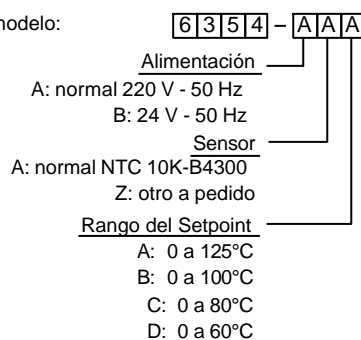 modelo: 6354-AAA
Alimentación
A: normal 220 V - 50 Hz
B: 24 V - 50 Hz
Sensor
A: normal NTC 10K-B4300
Z: otro a pedido
Rango del Setpoint
A: 0 a 125°C
B: 0 a 100°C
C: 0 a 80°C
D: 0 a 60°C